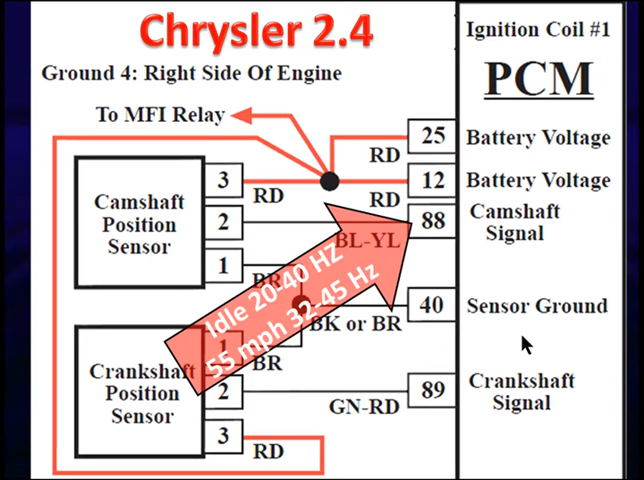 Chrysler 2.4
Ignition Coil #1
Ground 4: Right Side Of Engine
PCM
To MFI Relay
25
Battery Voltage
RD
3
RD
12
Battery Voltage
RD
Camshaft
Position
Sensor
2
88
Camshaft
Signal
BL-YL
1
BR
Idle 20-40 HZ
55 mph 32-45 Hz
40
Sensor Ground
BK or BR
1
BR
Crankshaft
Position
Sensor
2
89
Crankshaft
Signal
GN-RD
3
RD